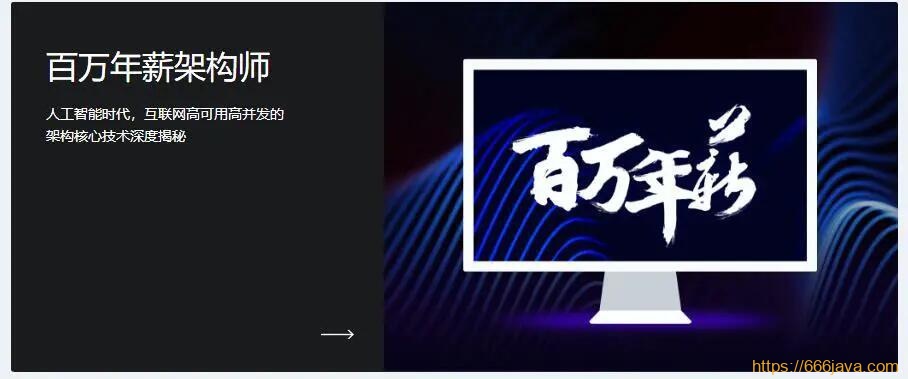 百万年薪架构师
人工智能时代，互联网高可用高并发的
架构核心技术深度揭秘
百万年薪
https://666java.com